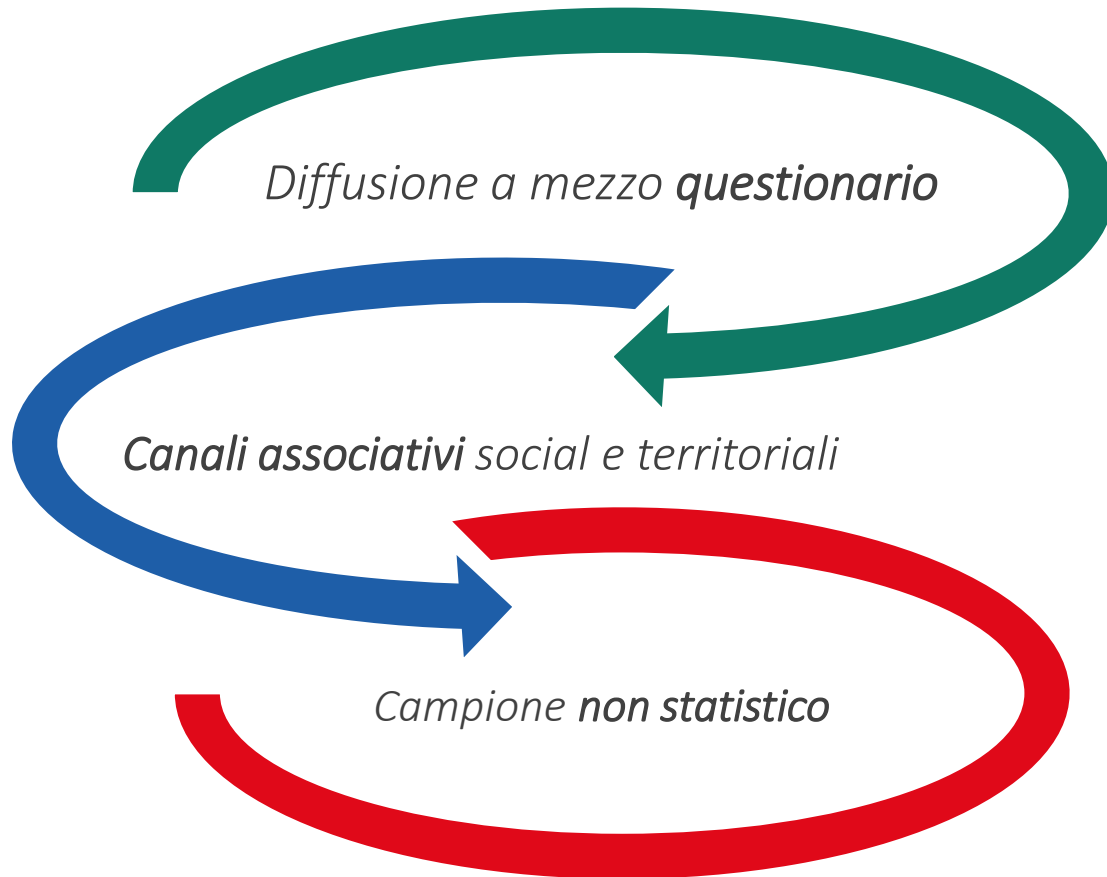 Diffusione a mezzo questionario
Canali associativi social e territoriali
Campione non statistico